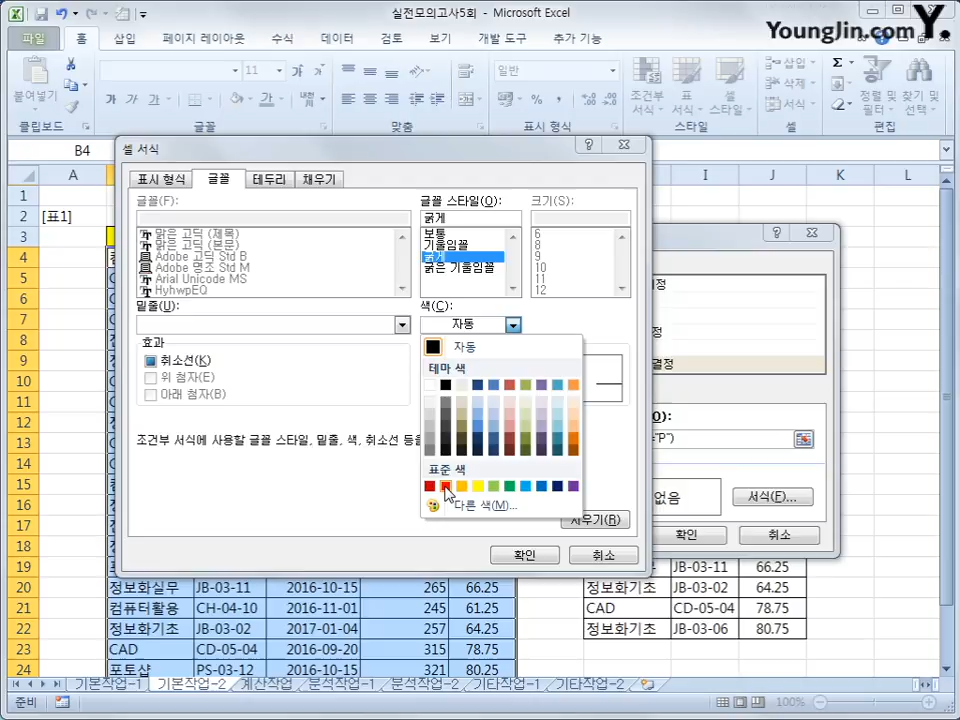 실전모의고사5회 - Microsoft Excel
Younglin.com
Y.
파일 홈 삽입 페이지 레이아웃 수식 데이터 검토 보기 개발 도구 추가 기능
붙여넣기
11
가 가 가
일반
조건부 서식 표 서식 셀 스타일
삽입
삭제
서식
정렬 및 필터 찾기 및 선택
클립보드 글꼴 맞춤 표시 형식 스타일 셀 편집
B4
A I J K L
1
2 [표1]
3
4
5
6
7
8
9
10
11
12
13
14
15
16
17
18
19 JB-03-11 66.25
20 정보화실무 JB-03-11 2016-10-15 265 66.25 정보화기초 JB-03-02 64.25
21 컴퓨터활용 CH-04-10 2016-11-01 245 61.25 CAD CD-05-04 78.75
22 정보화기초 JB-03-02 2017-01-04 257 64.25 정보화기초 JB-03-06 80.75
23 CAD CD-05-04 2016-09-20 315 78.75
24 포토샵 PS-03-12 2016-10-15 321 80.25
셀 서식
표시 형식 글꼴 테두리 채우기
글꼴(F): 글꼴 스타일(O): 크기(S):
굵게
맑은 고딕 (제목) 보통 6
맑은 고딕 (본문) 기울임꼴 8
Adobe 고딕 Std B 굵게 9
Adobe 명조 Std M 굵은 기울임꼴 10
Arial Unicode MS 11
HyhwpEQ 12
밑줄(U): 색(C):
자동
효과
취소선(K)
위 첨자(E)
아래 첨자(B)
자동
테마 색
표준 색
다른 색(M)...
조건부 서식에 사용할 글꼴 스타일, 밑줄, 색, 취소선 등을
지우기(R)
확인 취소
결정
="P")
없음
서식(F)...
확인 취소
기본작업-1 기본작업-2 계산작업 분석작업-1 분석작업-2 기타작업-1 기타작업-2
준비 100%